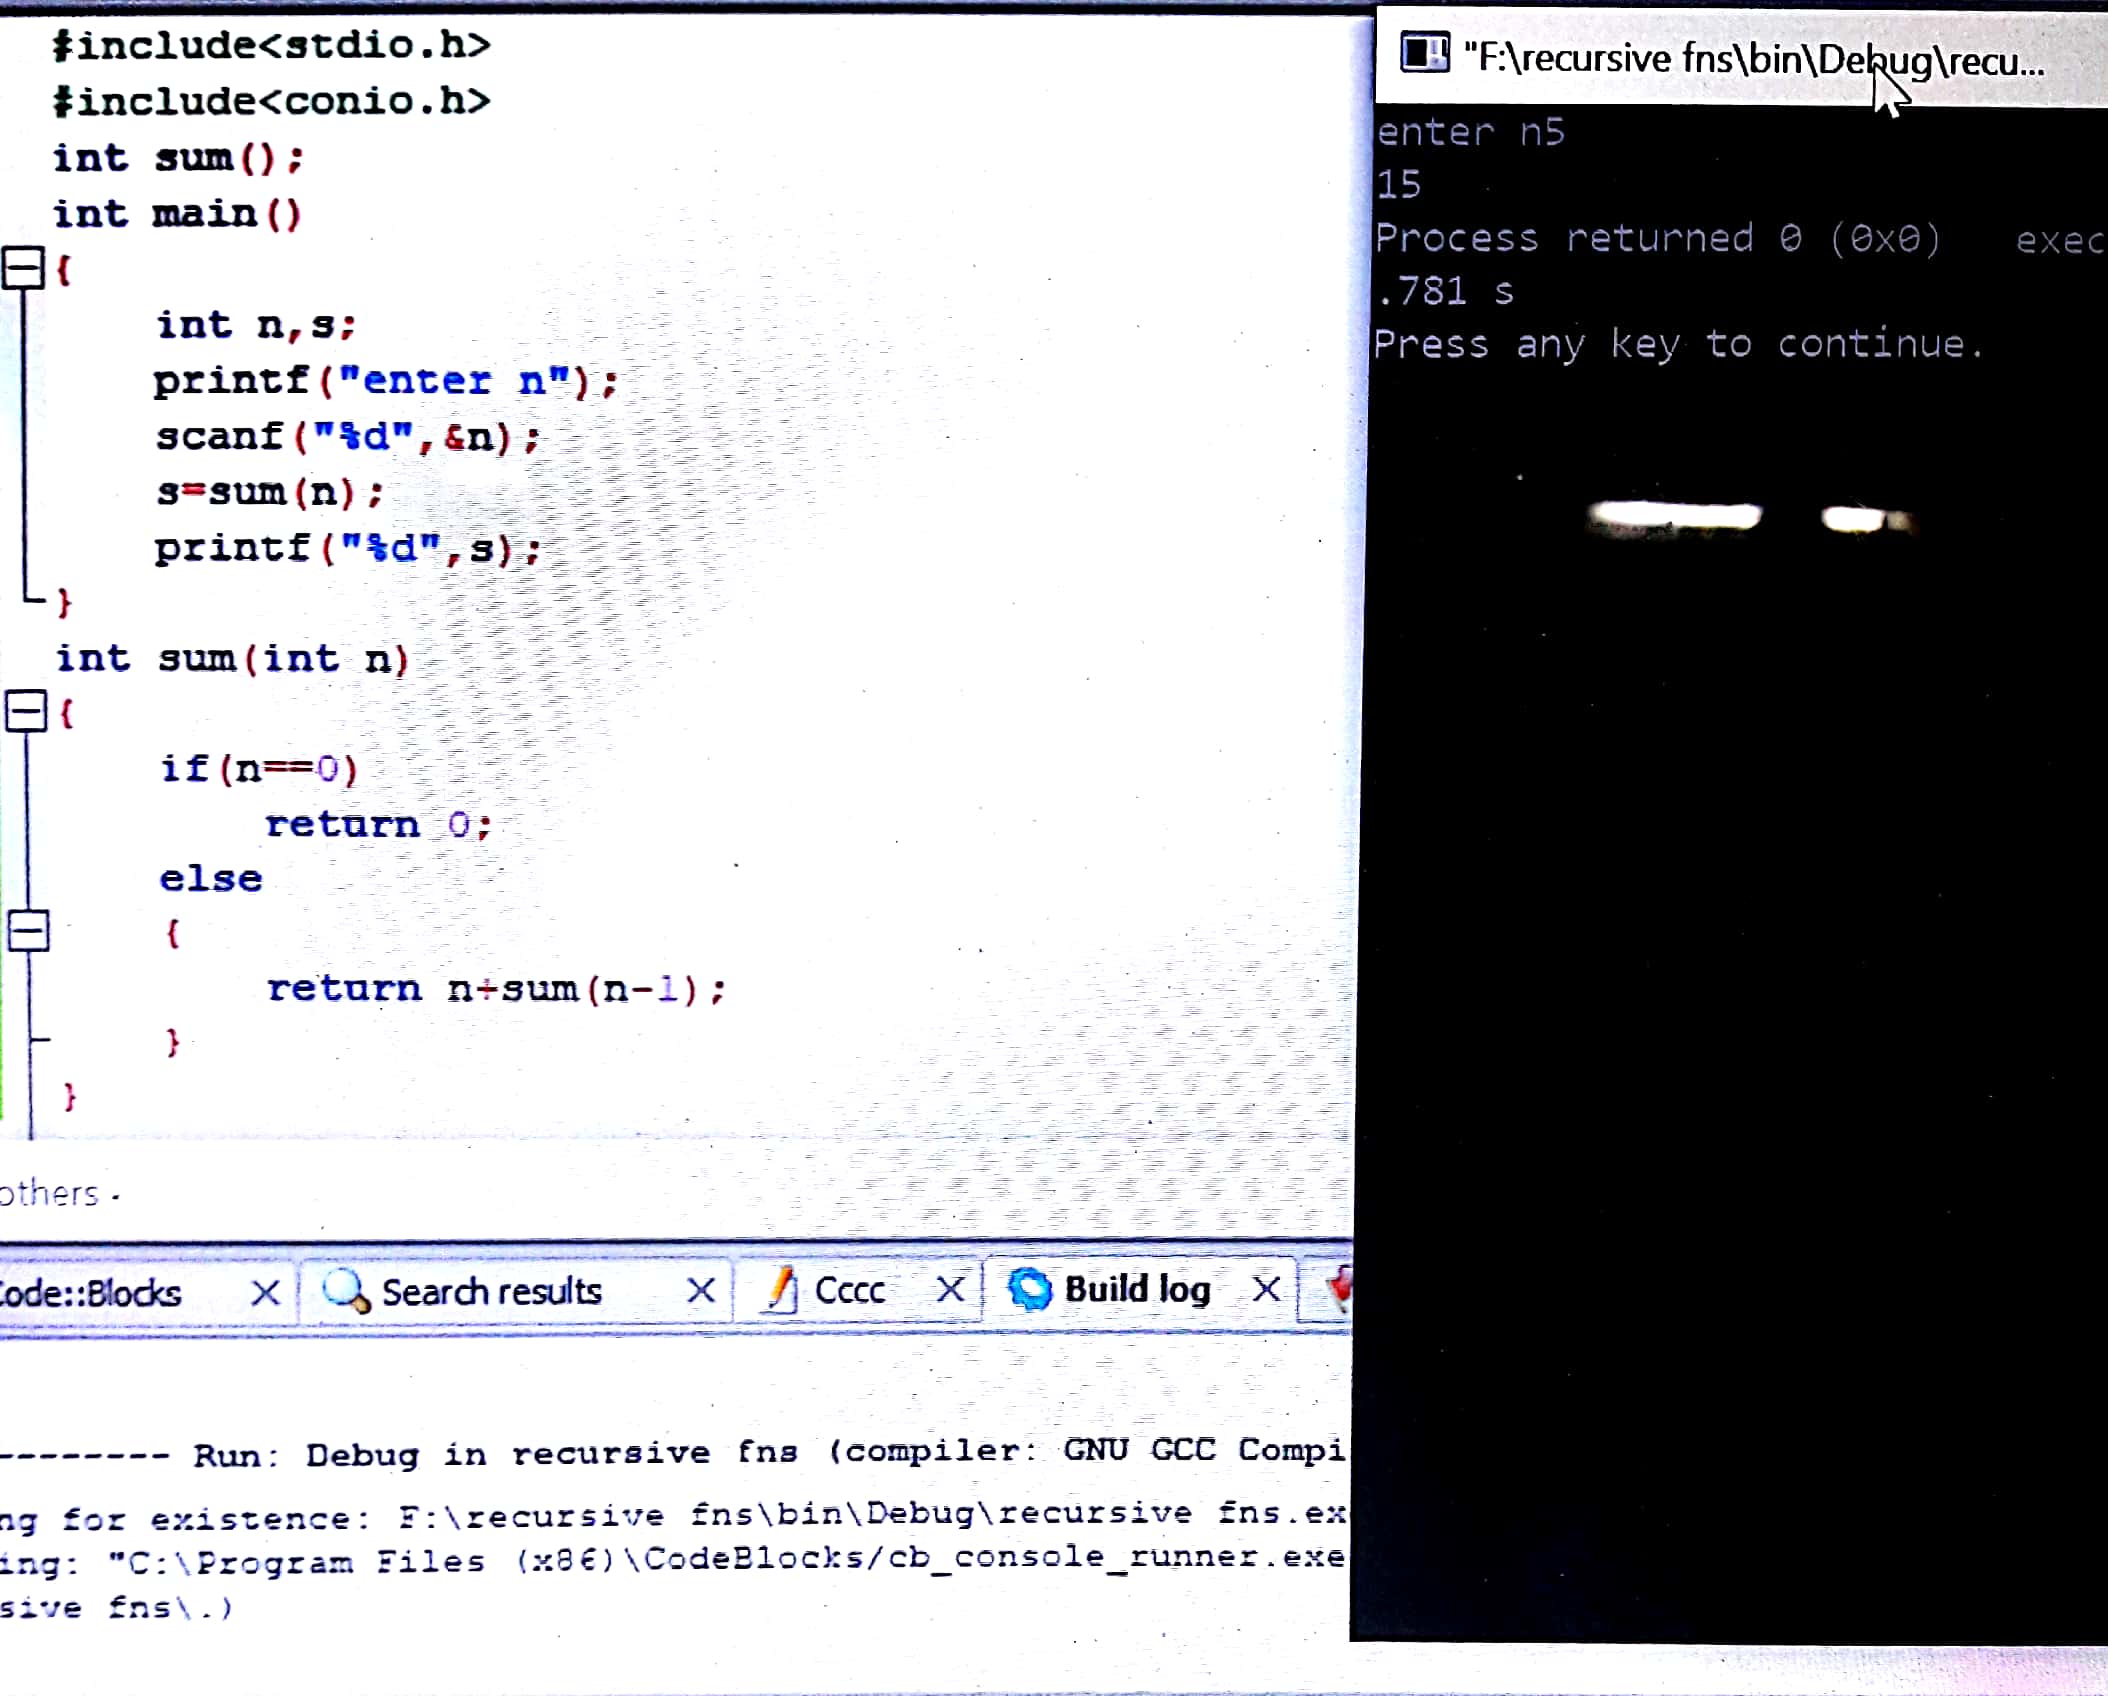 #include<stdio.h>
#include<conio.h>
int sum();
int main()
{
int n,s;
printf("enter n");
scanf("%d",&n);
s=sum(n);
printf("%d",s);
}
int sum(int n)
{
if(n==0)
return 0;
else
{
return n+sum(n-1);
}
}
others
Code::Blocks
Search results
Cccc
Build log
-------- Run: Debug in recursive fns (compiler: GNU GCC Compi
ng for existence: F:\recursive fns\bin\Debug\recursive fns.ex
ing: "C:\Program Files (x86)\CodeBlocks/cb_console_runner.exe
sive fns\.)
"F:\recursive fns\bin\Debug\recu...
enter n5
15
Process returned 0 (0x0)   exec
.781 s
Press any key to continue.